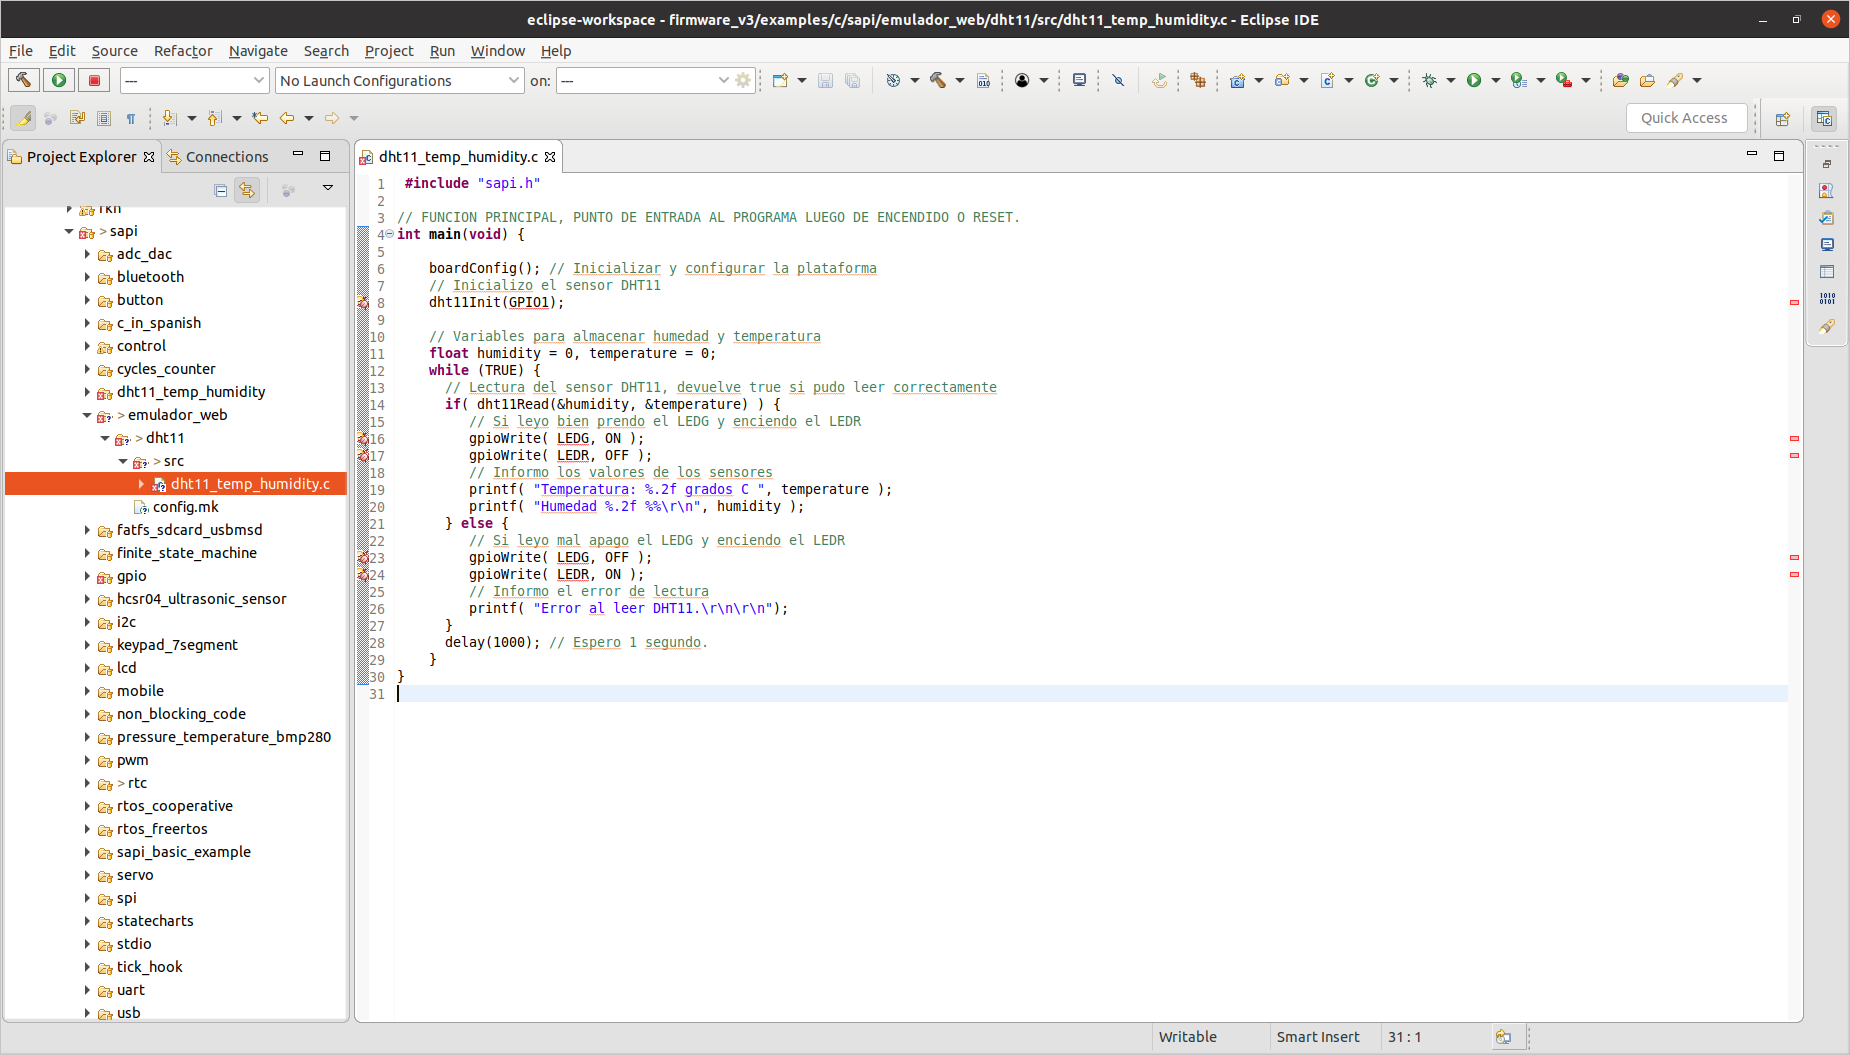 eclipse-workspace - firmware_v3/examples/c/sapi/emulador_web/dht11/src/dht11_temp_humidity.c - Eclipse IDE
File Edit Source Refactor Navigate Search Project Run Window Help
--- No Launch Configurations on: ---
Quick Access
Project Explorer Connections
rkh
> sapi
adc_dac
bluetooth
button
c_in_spanish
control
cycles_counter
dht11_temp_humidity
> emulador_web
> dht11
> src
dht11_temp_humidity.c
config.mk
fatfs_sdcard_usbmsd
finite_state_machine
gpio
hcsr04_ultrasonic_sensor
i2c
keypad_7segment
lcd
mobile
non_blocking_code
pressure_temperature_bmp280
pwm
> rtc
rtos_cooperative
rtos_freertos
sapi_basic_example
servo
spi
statecharts
stdio
tick_hook
uart
usb
dht11_temp_humidity.c
1 #include "sapi.h"
2
3 // FUNCION PRINCIPAL, PUNTO DE ENTRADA AL PROGRAMA LUEGO DE ENCENDIDO O RESET.
4 int main(void) {
5
6 boardConfig(); // Inicializar y configurar la plataforma
7 // Inicializo el sensor DHT11
8 dht11Init(GPIO1);
9
10 // Variables para almacenar humedad y temperatura
11 float humidity = 0, temperature = 0;
12 while (TRUE) {
13 // Lectura del sensor DHT11, devuelve true si pudo leer correctamente
14 if( dht11Read(&humidity, &temperature) ) {
15 // Si leyo bien prendo el LEDG y enciendo el LEDR
16 gpioWrite( LEDG, ON );
17 gpioWrite( LEDR, OFF );
18 // Informo los valores de los sensores
19 printf( "Temperatura: %.2f grados C ", temperature );
20 printf( "Humedad %.2f %%\r\n", humidity );
21 } else {
22 // Si leyo mal apago el LEDG y enciendo el LEDR
23 gpioWrite( LEDG, OFF );
24 gpioWrite( LEDR, ON );
25 // Informo el error de lectura
26 printf( "Error al leer DHT11.\r\n\r\n");
27 }
28 delay(1000); // Espero 1 segundo.
29 }
30 }
31
Writable Smart Insert 31 : 1